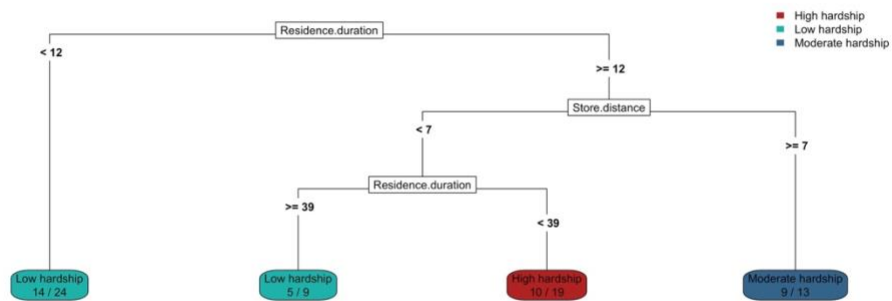 Residence.duration
High hardship
Low hardship
Moderate hardship
< 12
>= 12
Store.distance
< 7
>= 7
Residence.duration
>= 39
< 39
Low hardship
14 / 24
Low hardship
5 / 9
High hardship
10 / 19
Moderate hardship
9 / 13